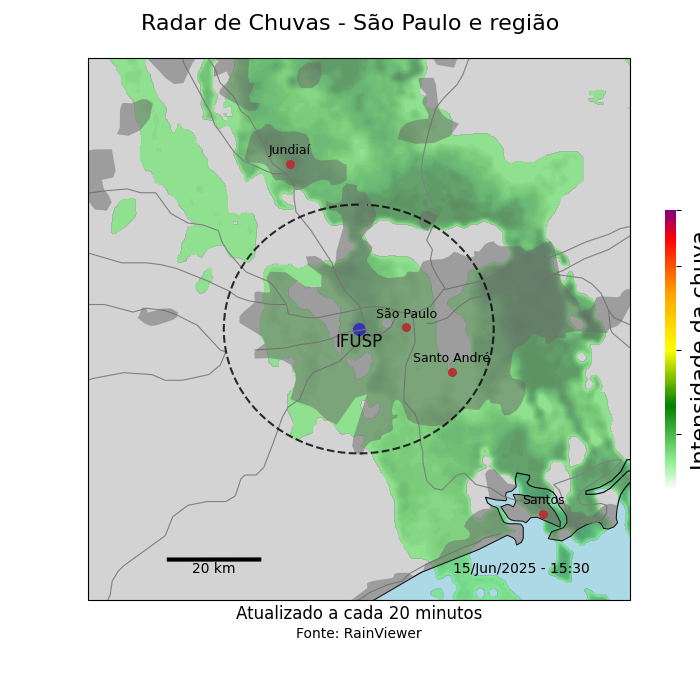 Radar de Chuvas - São Paulo e região
Jundiaí
São Paulo
IFUSP
Santo André
Santos
20 km
15/Jun/2025 - 15:30
Intensidade da chuva
Atualizado a cada 20 minutos
Fonte: RainViewer